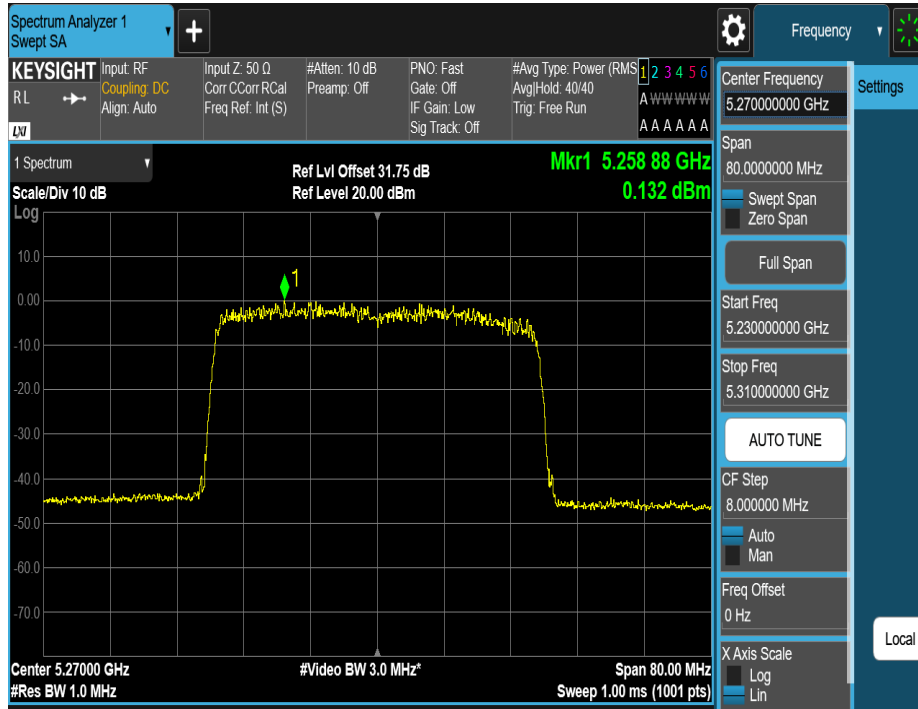 Spectrum Analyzer 1
Swept SA
+
Frequency
KEYSIGHT
R L
LXI
Input: RF
Coupling: DC
Align: Auto
Input Z: 50 Ω
Corr CCorr RCal
Freq Ref: Int (S)
#Atten: 10 dB
Preamp: Off
PNO: Fast
Gate: Off
IF Gain: Low
Sig Track: Off
#Avg Type: Power (RMS
Avg|Hold: 40/40
Trig: Free Run
1 2 3 4 5 6
A W W W W W
A A A A A A
1 Spectrum
Scale/Div 10 dB
Log
Ref Lvl Offset 31.75 dB
Ref Level 20.00 dBm
Mkr1 5.258 88 GHz
0.132 dBm
10.0
0.00
-10.0
-20.0
-30.0
-40.0
-50.0
-60.0
-70.0
1
Center 5.27000 GHz
#Res BW 1.0 MHz
#Video BW 3.0 MHz*
Span 80.00 MHz
Sweep 1.00 ms (1001 pts)
Center Frequency
5.270000000 GHz
Span
80.0000000 MHz
Swept Span
Zero Span
Full Span
Start Freq
5.230000000 GHz
Stop Freq
5.310000000 GHz
AUTO TUNE
CF Step
8.000000 MHz
Auto
Man
Freq Offset
0 Hz
X Axis Scale
Log
Lin
Settings
Local